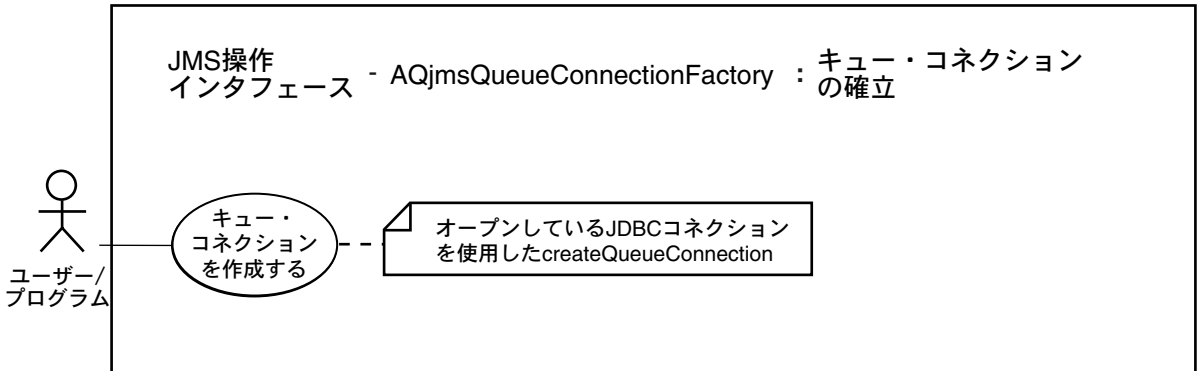 JMS操作
インタフェース - AQjmsQueueConnectionFactory : キュー・コネクション
の確立
キュー・
コネクション
を作成する
オープンしているJDBCコネクション
を使用したcreateQueueConnection
ユーザー/
プログラム